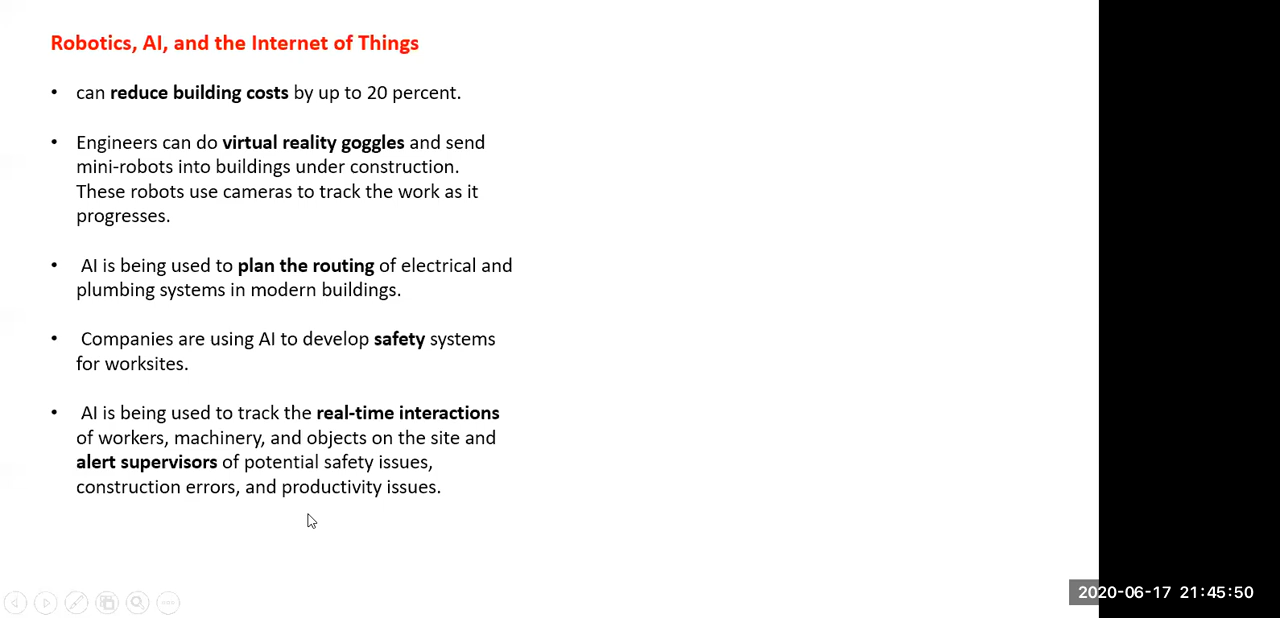 Robotics, AI, and the Internet of Things
• can reduce building costs by up to 20 percent.
• Engineers can do virtual reality goggles and send
mini-robots into buildings under construction.
These robots use cameras to track the work as it
progresses.
• AI is being used to plan the routing of electrical and
plumbing systems in modern buildings.
• Companies are using AI to develop safety systems
for worksites.
• AI is being used to track the real-time interactions
of workers, machinery, and objects on the site and
alert supervisors of potential safety issues,
construction errors, and productivity issues.
2020-06-17 21:45:50